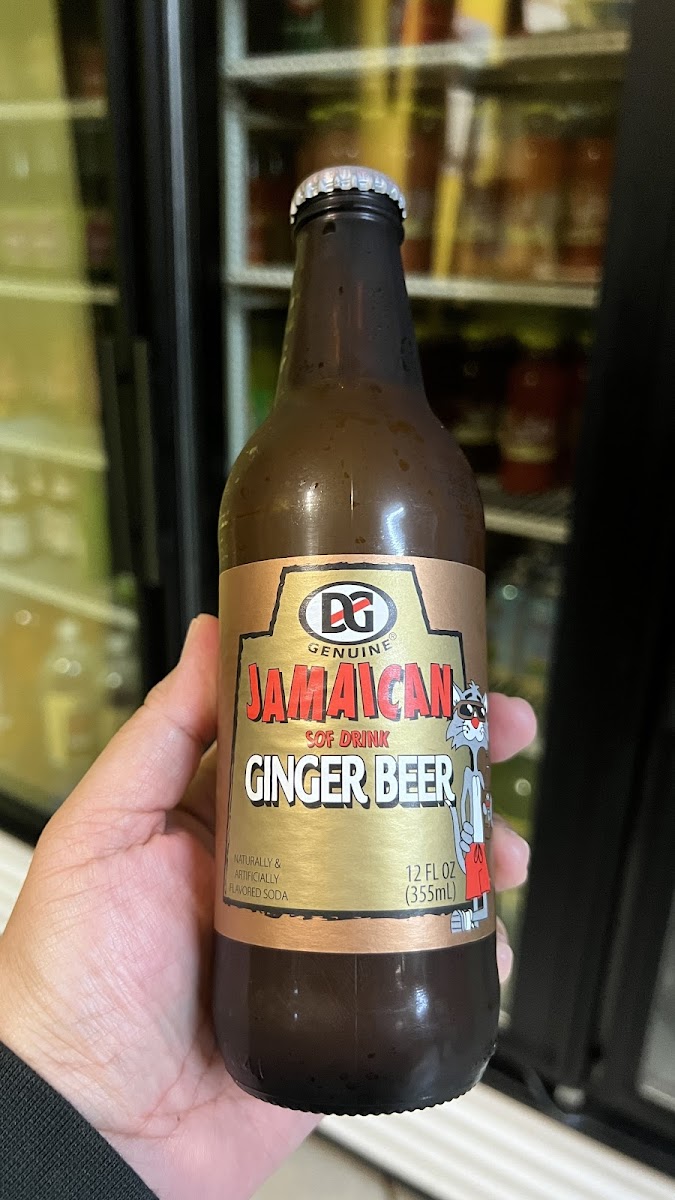 DG
GENUINE®
JAMAICAN
SOF DRINK
GINGER BEER
NATURALLY &
ARTIFICIALLY
FLAVORED SODA
12 FL OZ
(355mL)